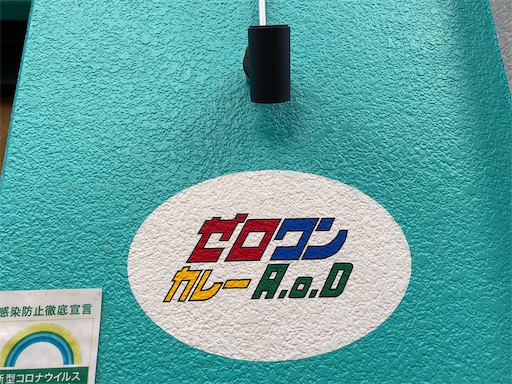 ゼロワン
カレー A.o.D
感染防止徹底宣言
新型コロナウイルス